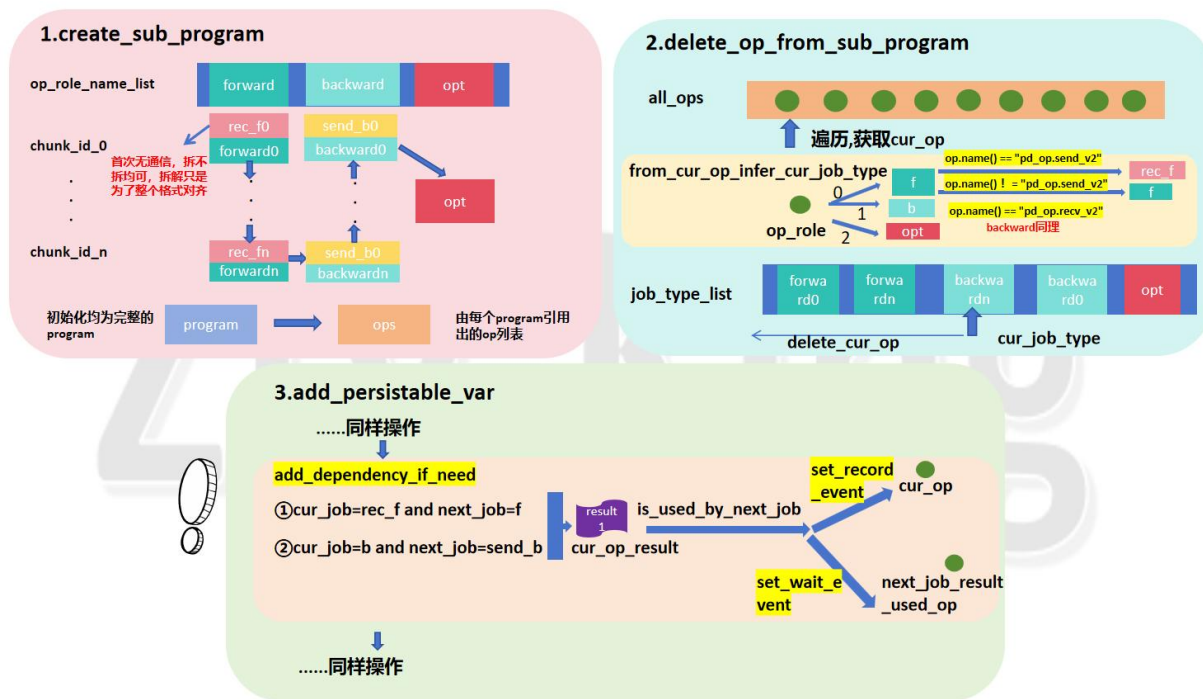 1.create_sub_program
op_role_name_list
forward
backward
opt
chunk_id_0
rec_f0
forward0
send_b0
backward0
首次无通信，拆不
拆均可，拆解只是
为了整个格式对齐
opt
chunk_id_n
rec_fn
forwardn
send_b0
backwardn
初始化均为完整的
program
program
ops
由每个program引用
出的op列表
2.delete_op_from_sub_program
all_ops
遍历,获取cur_op
from_cur_op_infer_cur_job_type
op_role
0
1
2
f
b
opt
op.name() == "pd_op.send_v2"
rec_f
op.name() ！= "pd_op.send_v2"
f
op.name() == "pd_op.recv_v2"
backward同理
job_type_list
forwa
rd0
forwa
rdn
backwa
rdn
backwa
rd0
opt
delete_cur_op
cur_job_type
3.add_persistable_var
......同样操作
add_dependency_if_need
①cur_job=rec_f and next_job=f
②cur_job=b and next_job=send_b
result
1
cur_op_result
is_used_by_next_job
set_record
_event
cur_op
set_wait_e
vent
next_job_result
_used_op
......同样操作